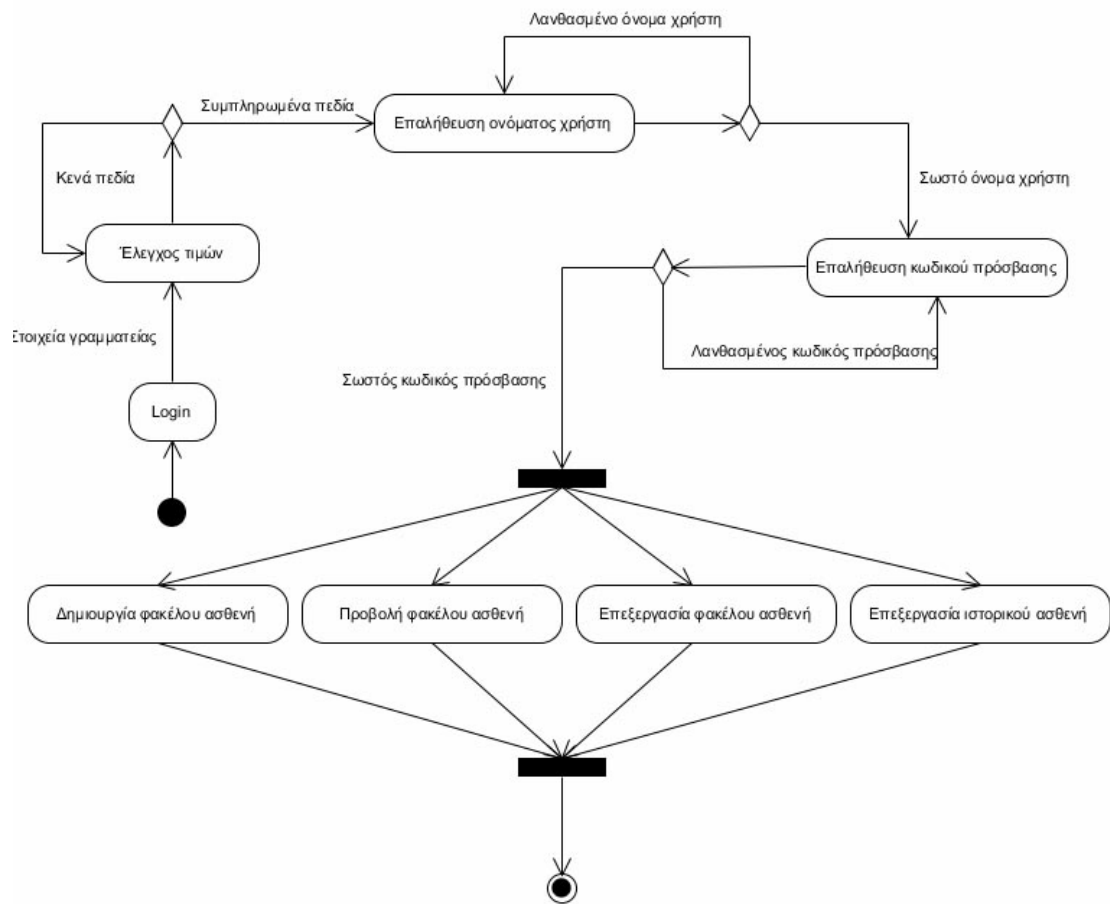 Λανθασμένο όνομα χρήστη
Συμπληρωμένα πεδία
Επαλήθευση ονόματος χρήστη
Κενά πεδία
Σωστό όνομα χρήστη
Έλεγχος τιμών
Επαλήθευση κωδικού πρόσβασης
Στοιχεία γραμματείας
Λανθασμένος κωδικός πρόσβασης
Σωστός κωδικός πρόσβασης
Login
Δημιουργία φακέλου ασθενή
Προβολή φακέλου ασθενή
Επεξεργασία φακέλου ασθενή
Επεξεργασία ιστορικού ασθενή